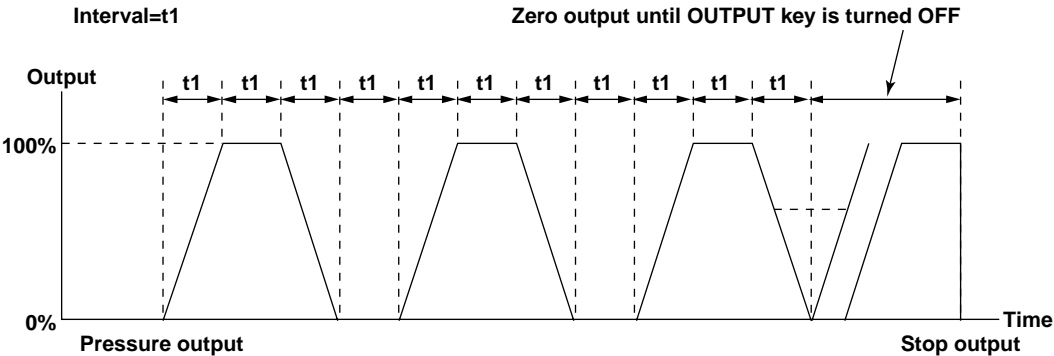 Interval=t1
Zero output until OUTPUT key is turned OFF
Output
t1 t1 t1 t1 t1 t1 t1 t1 t1 t1 t1
100%
0%
Time
Pressure output
Stop output